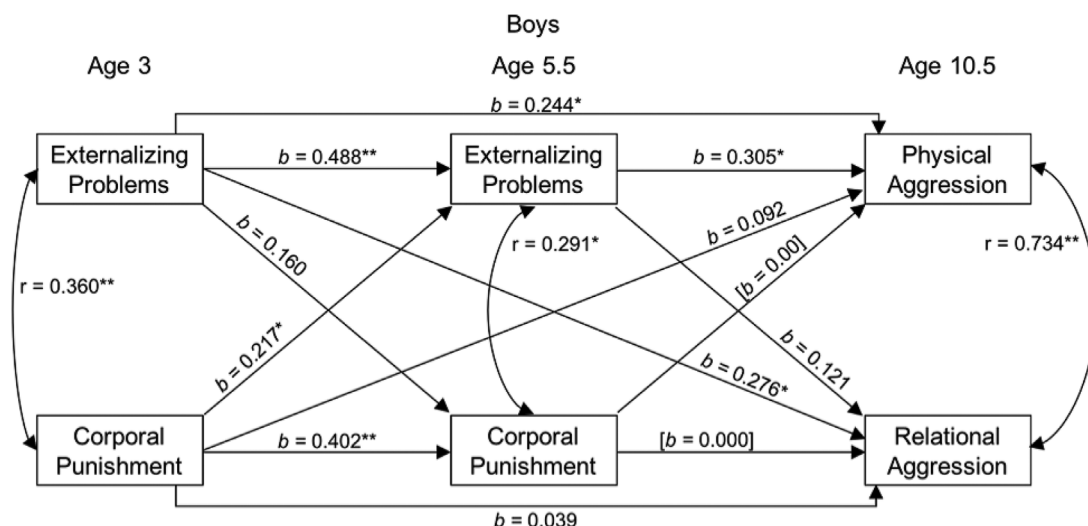 Boys
Age 3
Age 5.5
Age 10.5
b = 0.244*
Externalizing
Problems
b = 0.488**
Externalizing
Problems
b = 0.305*
Physical
Aggression
b = 0.160
r = 0.291*
b = 0.092
[b = 0.00]
r = 0.734**
r = 0.360**
b = 0.217*
b = 0.276*
b = 0.121
Corporal
Punishment
b = 0.402**
Corporal
Punishment
[b = 0.000]
Relational
Aggression
b = 0.039